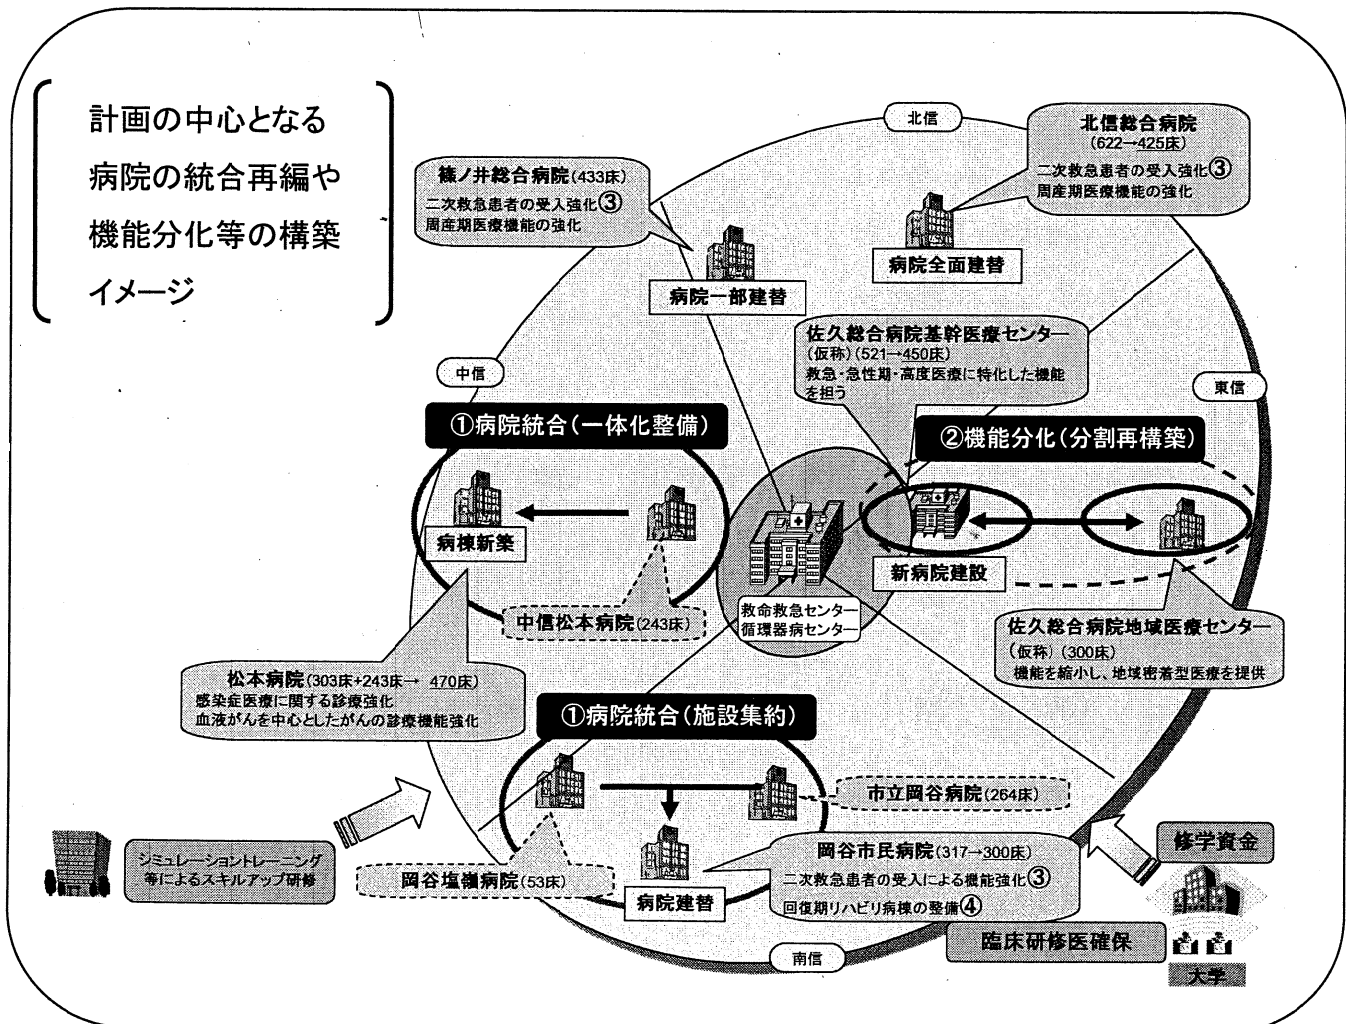 計画の中心となる
病院の統合再編や
機能分化等の構築
イメージ
北信
北信総合病院
(622→425床)
二次救急患者の受入強化③
周産期医療機能の強化
篠ノ井総合病院(433床)
二次救急患者の受入強化③
周産期医療機能の強化
病院一部建替
病院全面建替
佐久総合病院基幹医療センター
(仮称)(521→450床)
救急・急性期・高度医療に特化した機能
を担う
中信
東信
①病院統合(一体化整備)
②機能分化(分割再構築)
病棟新築
新病院建設
中信松本病院(243床)
救命救急センター
循環器病センター
佐久総合病院地域医療センター
(仮称)(300床)
機能を縮小し、地域密着型医療を提供
松本病院(303床+243床→ 470床)
感染症医療に関する診療強化
血液がんを中心としたがんの診療機能強化
①病院統合(施設集約)
市立岡谷病院(264床)
岡谷塩嶺病院(53床)
病院建替
岡谷市民病院(317→300床)
二次救急患者の受入による機能強化③
回復期リハビリ病棟の整備④
シミュレーショントレーニング
等によるスキルアップ研修
修学資金
臨床研修医確保
大学
南信